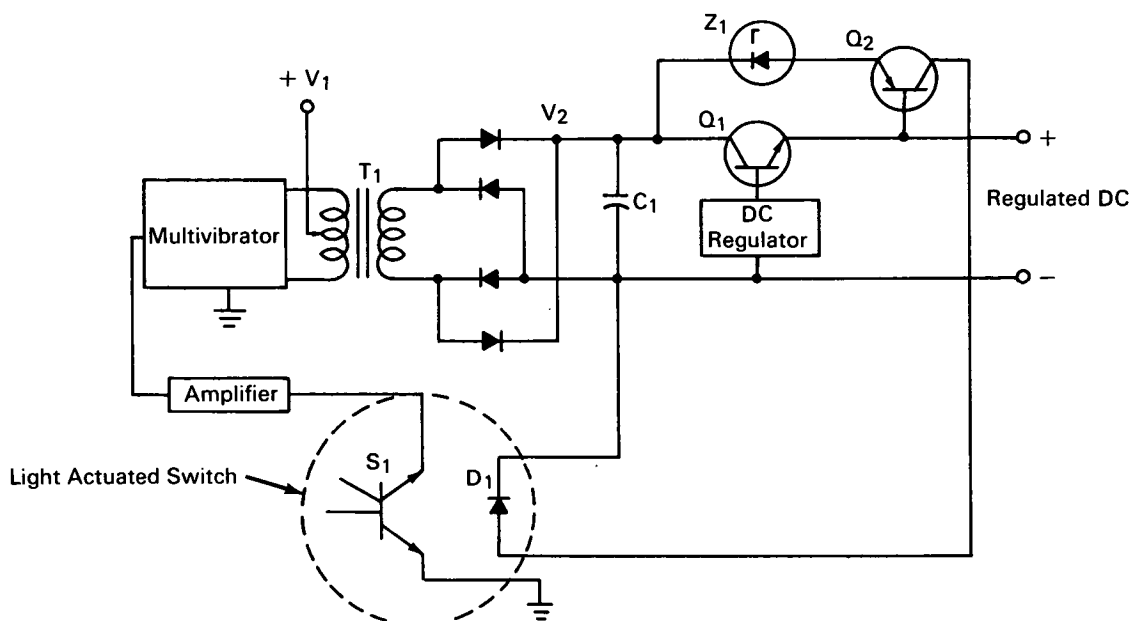 Z1
Q2
+ V1
V2
Q1
+
T1
C1
Regulated DC
Multivibrator
DC
Regulator
−
Amplifier
S1
D1
Light Actuated Switch